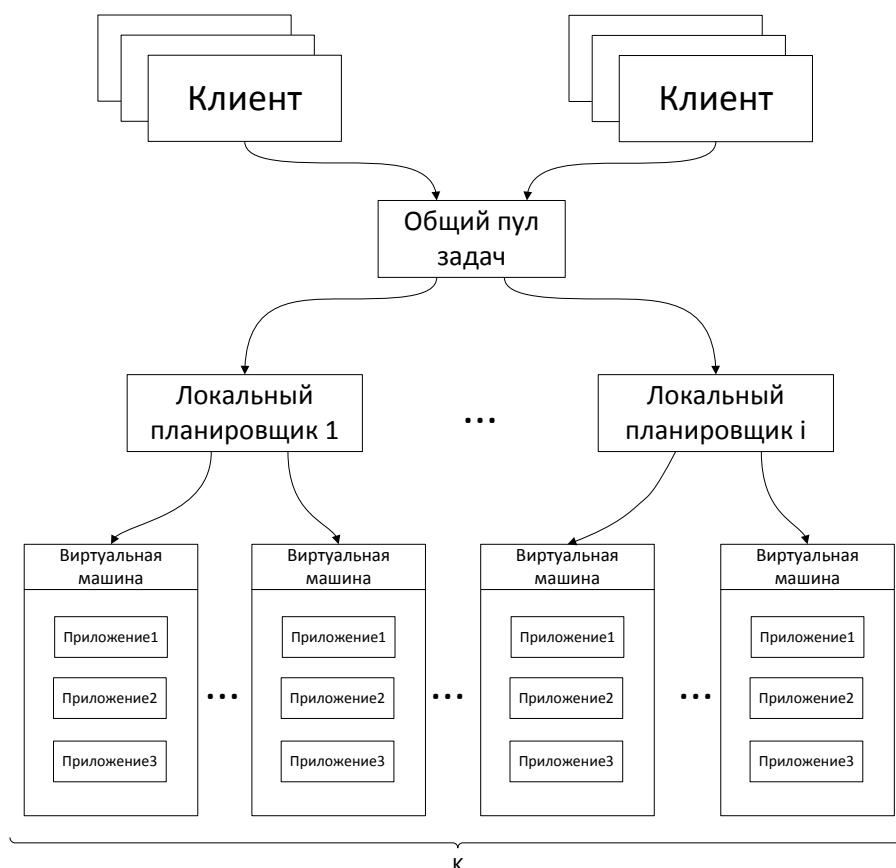 Клиент
Клиент
Общий пул
задач
Локальный
планировщик 1
...
Локальный
планировщик i
Виртуальная
машина
Виртуальная
машина
Виртуальная
машина
Виртуальная
машина
Приложение1
Приложение1
Приложение1
Приложение1
Приложение2
...
Приложение2
...
Приложение2
...
Приложение2
Приложение3
Приложение3
Приложение3
Приложение3
K